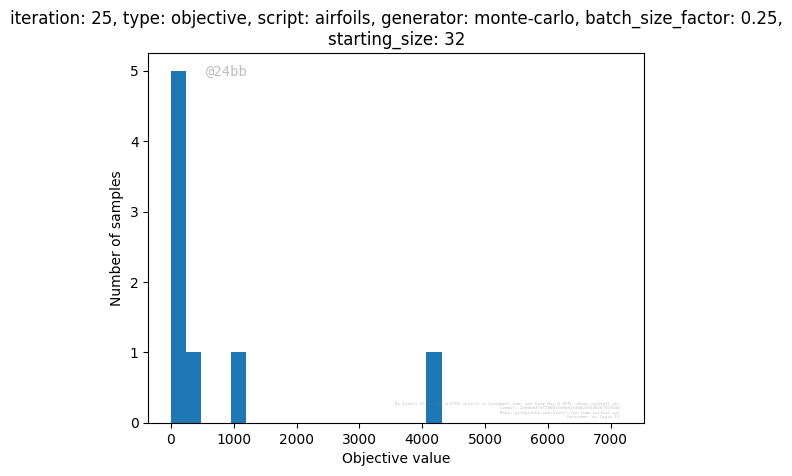 iteration: 25, type: objective, script: airfoils, generator: monte-carlo, batch_size_factor: 0.25,
starting_size: 32
@24bb
5
4
3
2
1
0
Number of samples
0 1000 2000 3000 4000 5000 6000 7000
Objective value